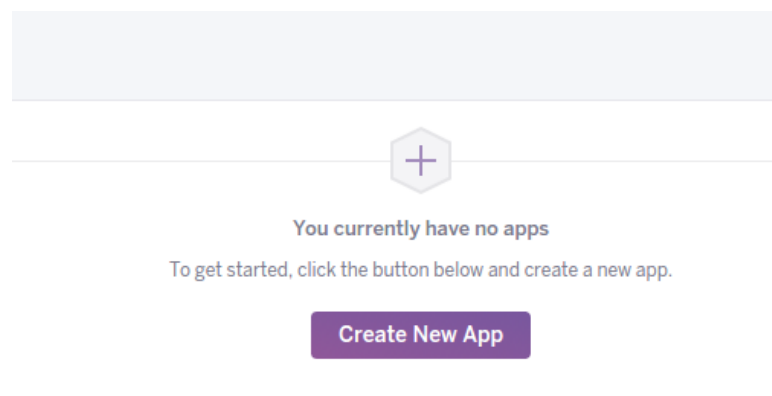 You currently have no apps
To get started, click the button below and create a new app.
Create New App